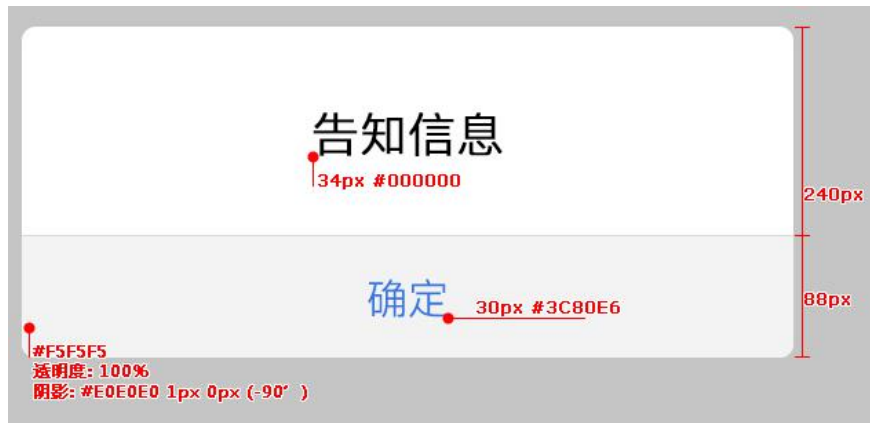 告知信息
34px #000000
240px
确定
30px #3C80E6
88px
#F5F5F5
透明度: 100%
阴影: #E0E0E0 1px 0px (-90°)